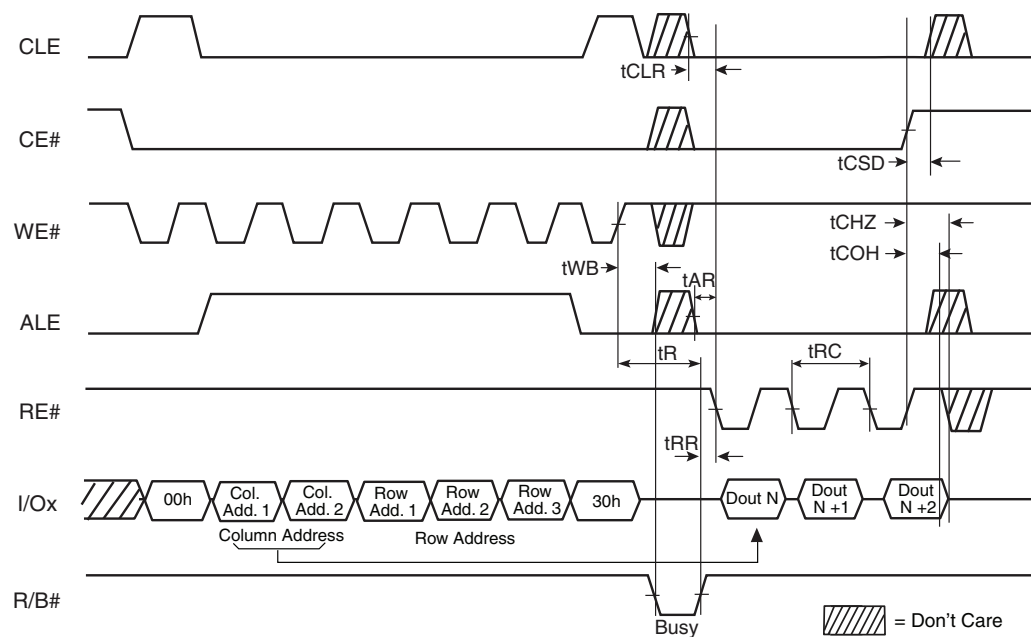 CLE
tCLR
CE#
tCSD
WE#
tCHZ
tCOH
tWB
tAR
ALE
tR
tRC
RE#
tRR
I/Ox
00h
Col.
Add. 1
Col.
Add. 2
Row
Add. 1
Row
Add. 2
Row
Add. 3
30h
Dout N
Dout
N +1
Dout
N +2
Column Address
Row Address
R/B#
Busy
= Don't Care